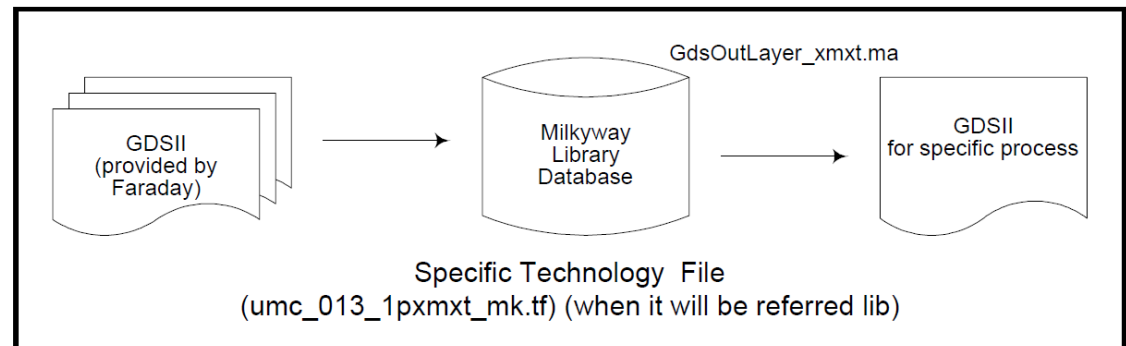 GdsOutLayer_xmxt.ma
GDSII
(provided by
Faraday)
Milkyway
Library
Database
GDSII
for specific process
Specific Technology File
(umc_013_1pxmxt_mk.tf) (when it will be referred lib)